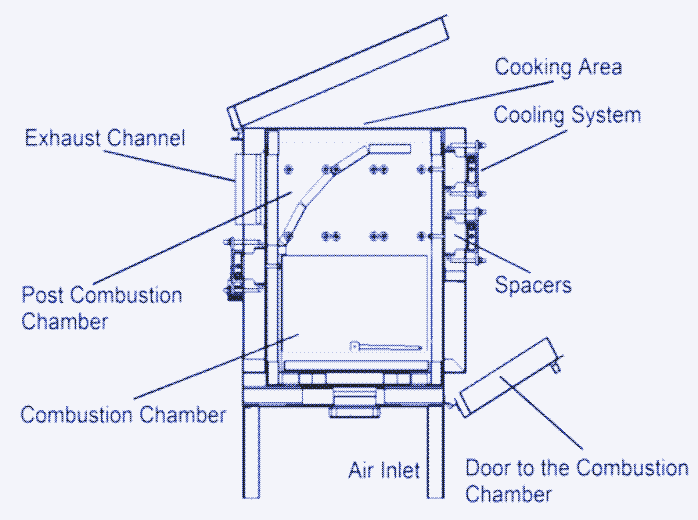 Cooking Area
Cooling System
Exhaust Channel
Spacers
Post Combustion
Chamber
Combustion Chamber
Air Inlet
Door to the Combustion
Chamber